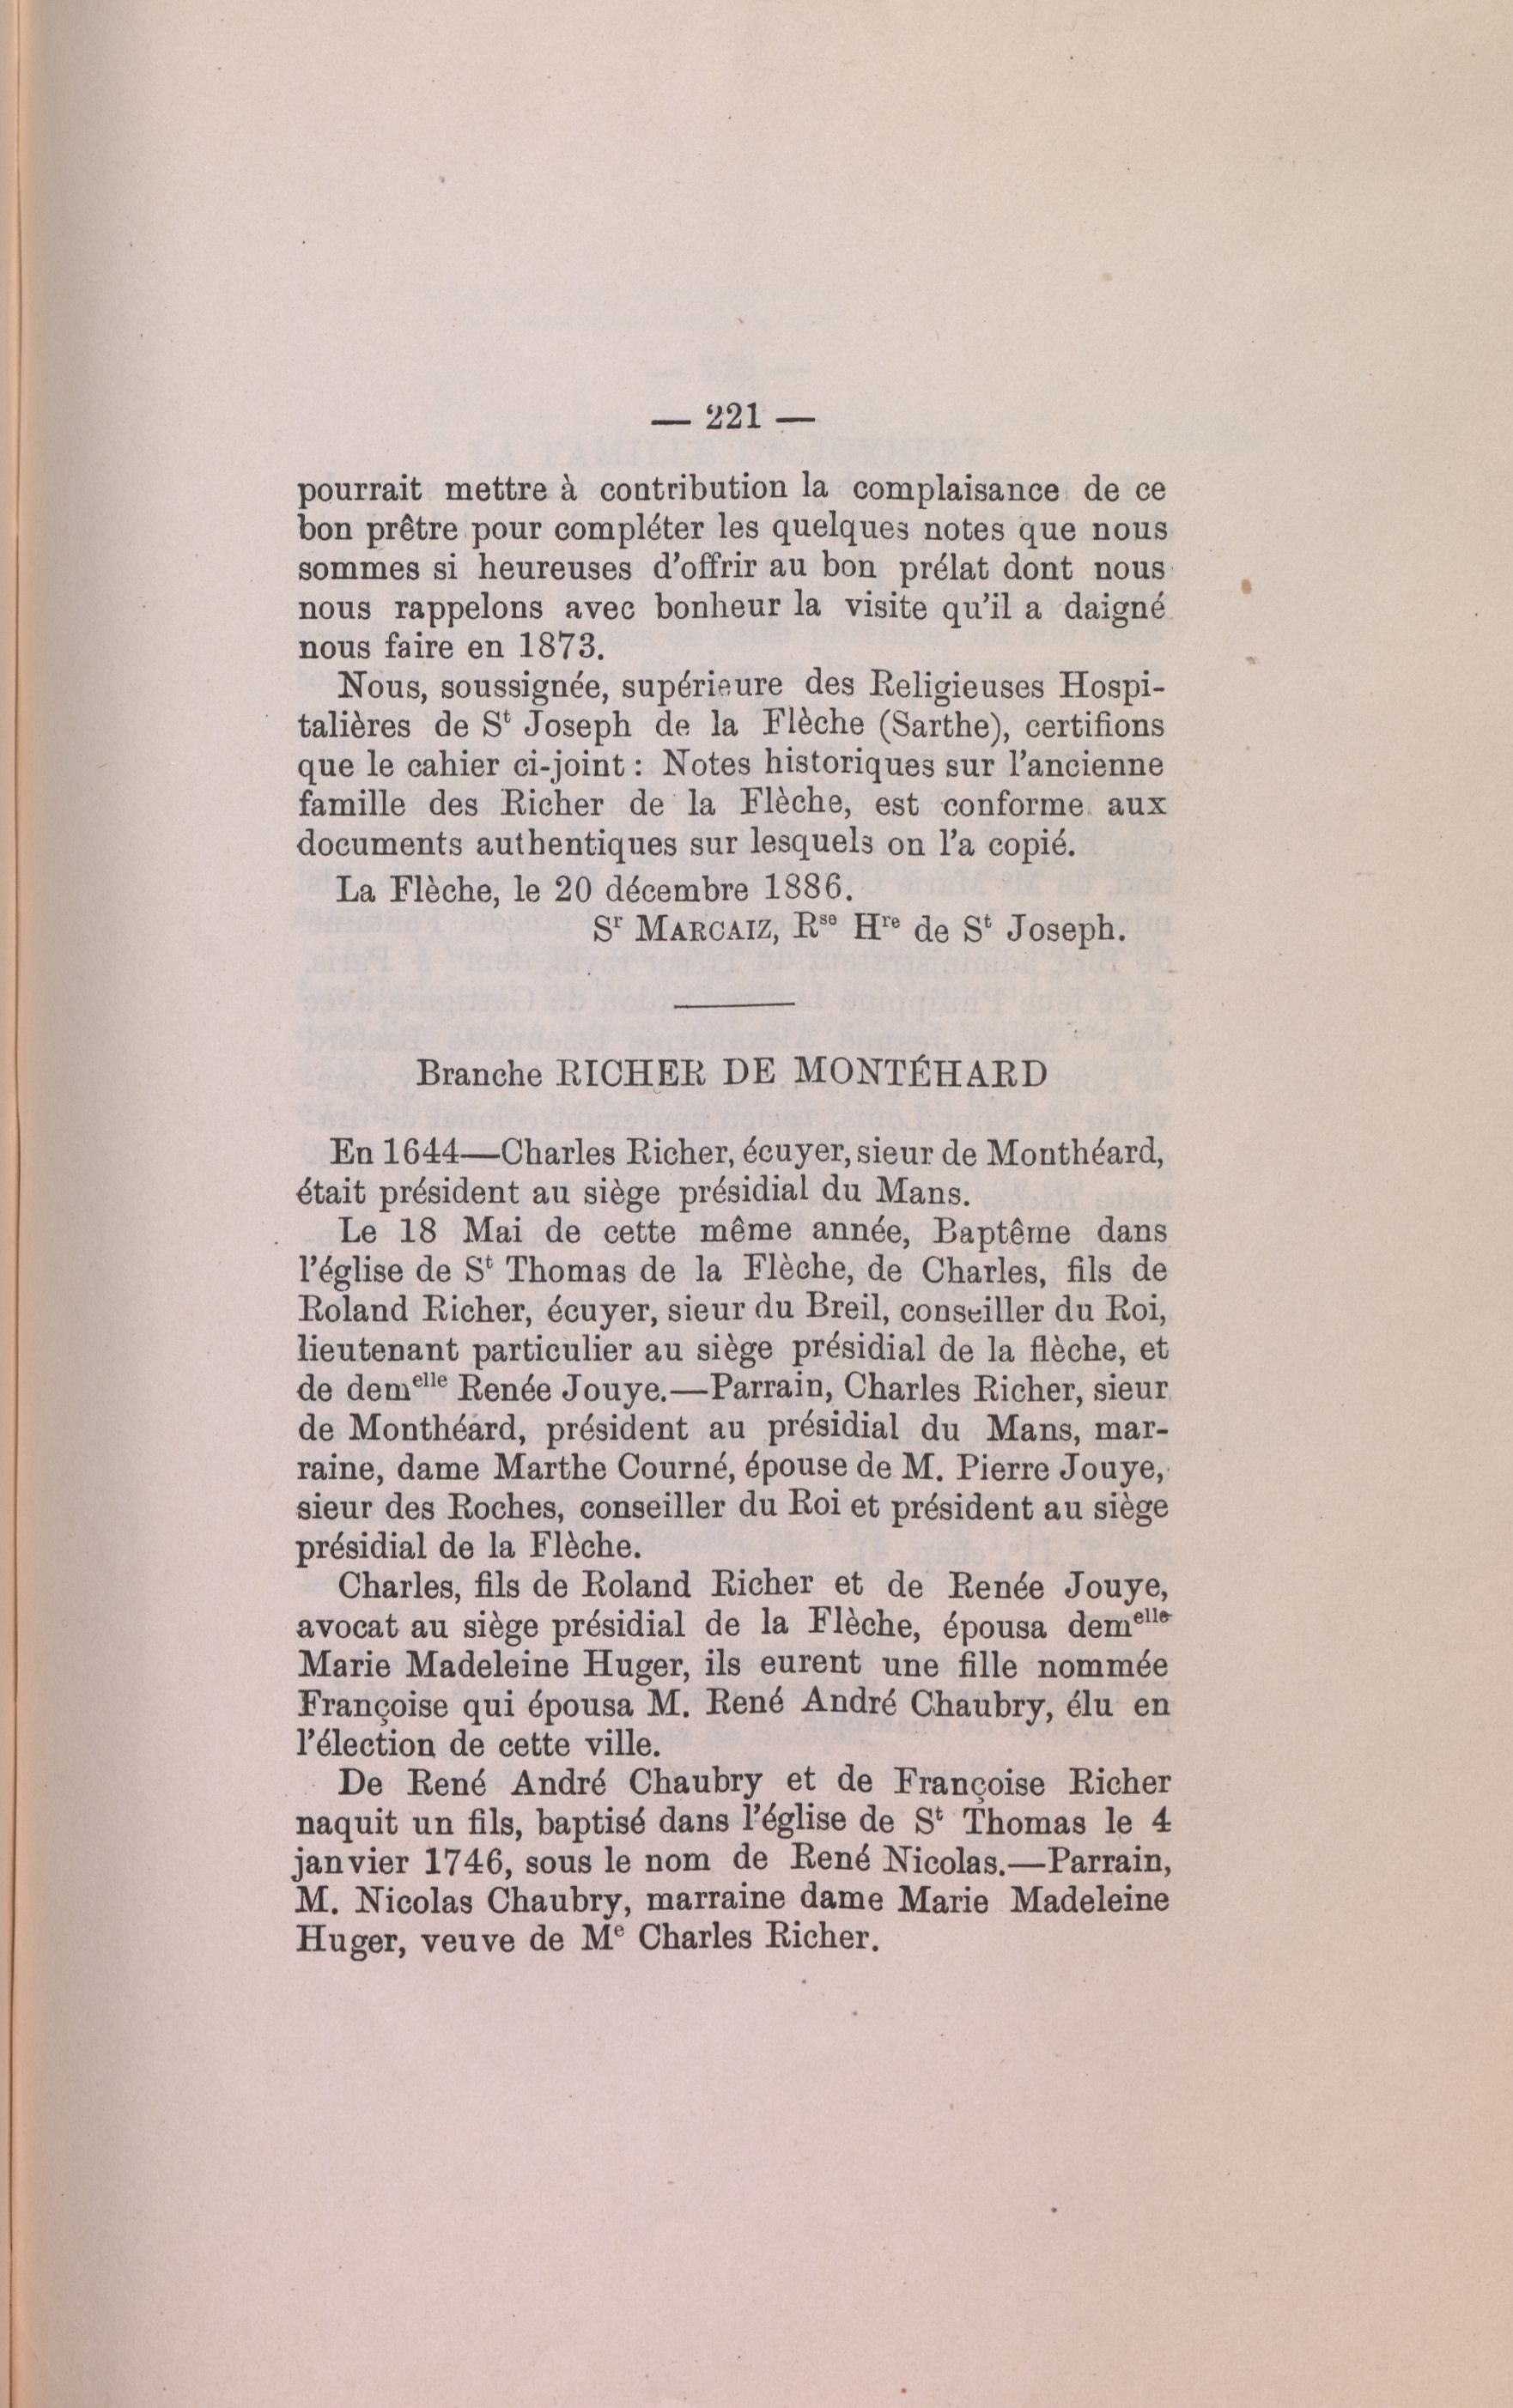 — 221 —
pourrait mettre à contribution la complaisance de ce
bon prêtre pour compléter les quelques notes que nous
sommes si heureuses d'offrir au bon prélat dont nous
nous rappelons avec bonheur la visite qu'il a daigné
nous faire en 1873.
Nous, soussignée, supérieure des Religieuses Hospi-
talières de St Joseph de la Flèche (Sarthe), certifions
que le cahier ci-joint : Notes historiques sur l'ancienne
famille des Richer de la Flèche, est conforme aux
documents authentiques sur lesquels on l'a copié.
La Flèche, le 20 décembre 1886.
Sr MARCAIZ, Rse Hre de St Joseph.
Branche RICHER DE MONTÉHARD
En 1644—Charles Richer, écuyer, sieur de Monthéard,
était président au siège présidial du Mans.
Le 18 Mai de cette même année, Baptême dans
l'église de St Thomas de la Flèche, de Charles, fils de
Roland Richer, écuyer, sieur du Breil, conseiller du Roi,
lieutenant particulier au siège présidial de la flèche, et
de demelle Renée Jouye.—Parrain, Charles Richer, sieur
de Monthéard, président au présidial du Mans, mar-
raine, dame Marthe Courné, épouse de M. Pierre Jouye,
sieur des Roches, conseiller du Roi et président au siège
présidial de la Flèche.
Charles, fils de Roland Richer et de Renée Jouye,
avocat au siège présidial de la Flèche, épousa demelle
Marie Madeleine Huger, ils eurent une fille nommée
Françoise qui épousa M. René André Chaubry, élu en
l'élection de cette ville.
De René André Chaubry et de Françoise Richer
naquit un fils, baptisé dans l'église de St Thomas le 4
janvier 1746, sous le nom de René Nicolas.—Parrain,
M. Nicolas Chaubry, marraine dame Marie Madeleine
Huger, veuve de Me Charles Richer.